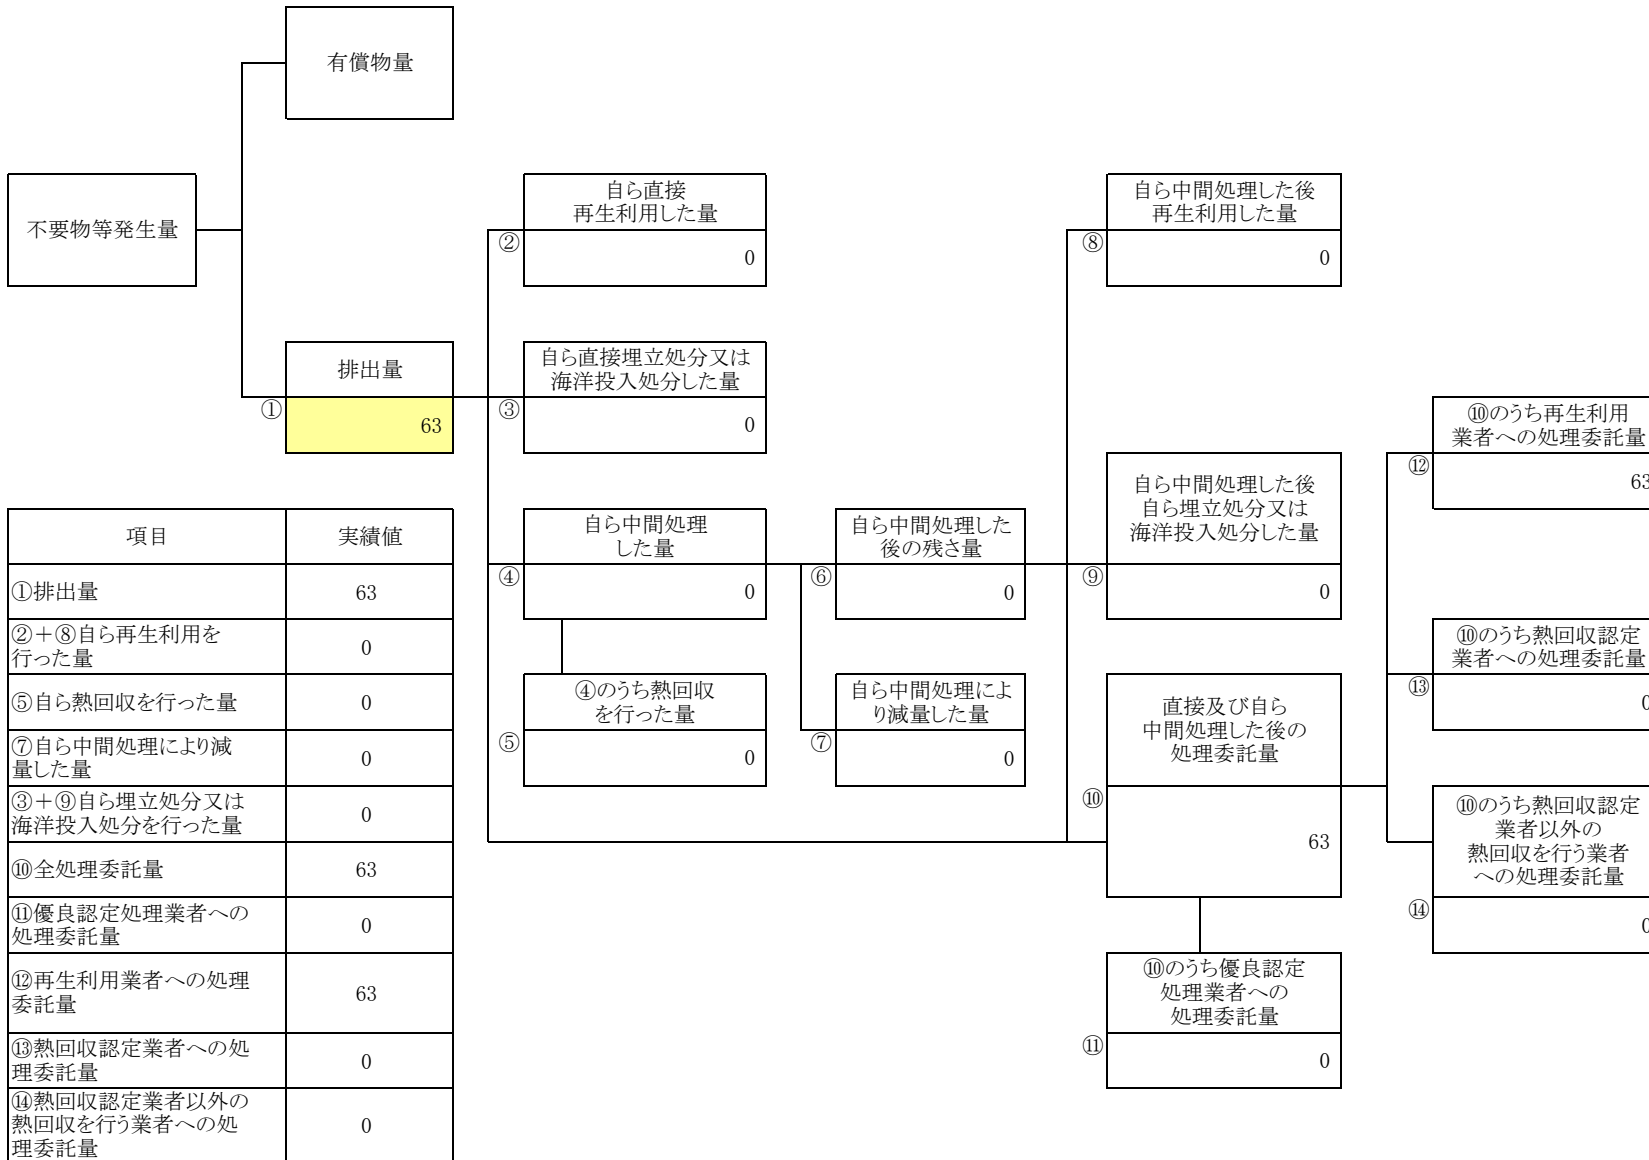 有償物量
不要物等発生量
排出量
①
63
自ら直接
再生利用した量
②
0
自ら直接埋立処分又は
海洋投入処分した量
③
0
自ら中間処理
した量
④
0
④のうち熱回収
を行った量
⑤
0
自ら中間処理した
後の残さ量
⑥
0
自ら中間処理によ
り減量した量
⑦
0
自ら中間処理した後
再生利用した量
⑧
0
自ら中間処理した後
自ら埋立処分又は
海洋投入処分した量
⑨
0
直接及び自ら
中間処理した後の
処理委託量
⑩
63
⑩のうち優良認定
処理業者への
処理委託量
⑪
0
⑩のうち再生利用
業者への処理委託量
⑫
63
⑩のうち熱回収認定
業者への処理委託量
⑬
0
⑩のうち熱回収認定
業者以外の
熱回収を行う業者
への処理委託量
⑭
0
項目 実績値
①排出量 63
②＋⑧自ら再生利用を
行った量 0
⑤自ら熱回収を行った量 0
⑦自ら中間処理により減
量した量 0
③＋⑨自ら埋立処分又は
海洋投入処分を行った量 0
⑩全処理委託量 63
⑪優良認定処理業者への
処理委託量 0
⑫再生利用業者への処理
委託量 63
⑬熱回収認定業者への処
理委託量 0
⑭熱回収認定業者以外の
熱回収を行う業者への処
理委託量 0